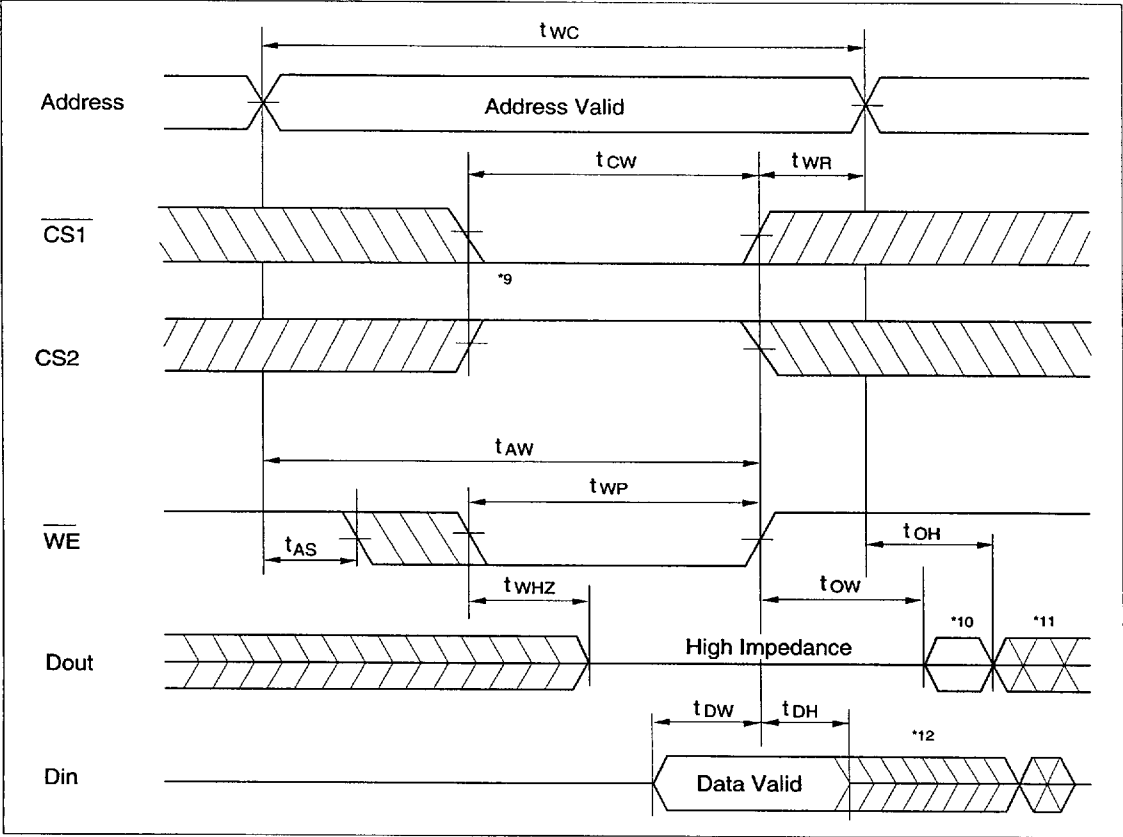 tWC
Address
Address Valid
tCW
tWR
CS1
*9
CS2
tAW
tWP
WE
tAS
tOH
tWHZ
tOW
*10
*11
Dout
High Impedance
tDW
tDH
*12
Din
Data Valid